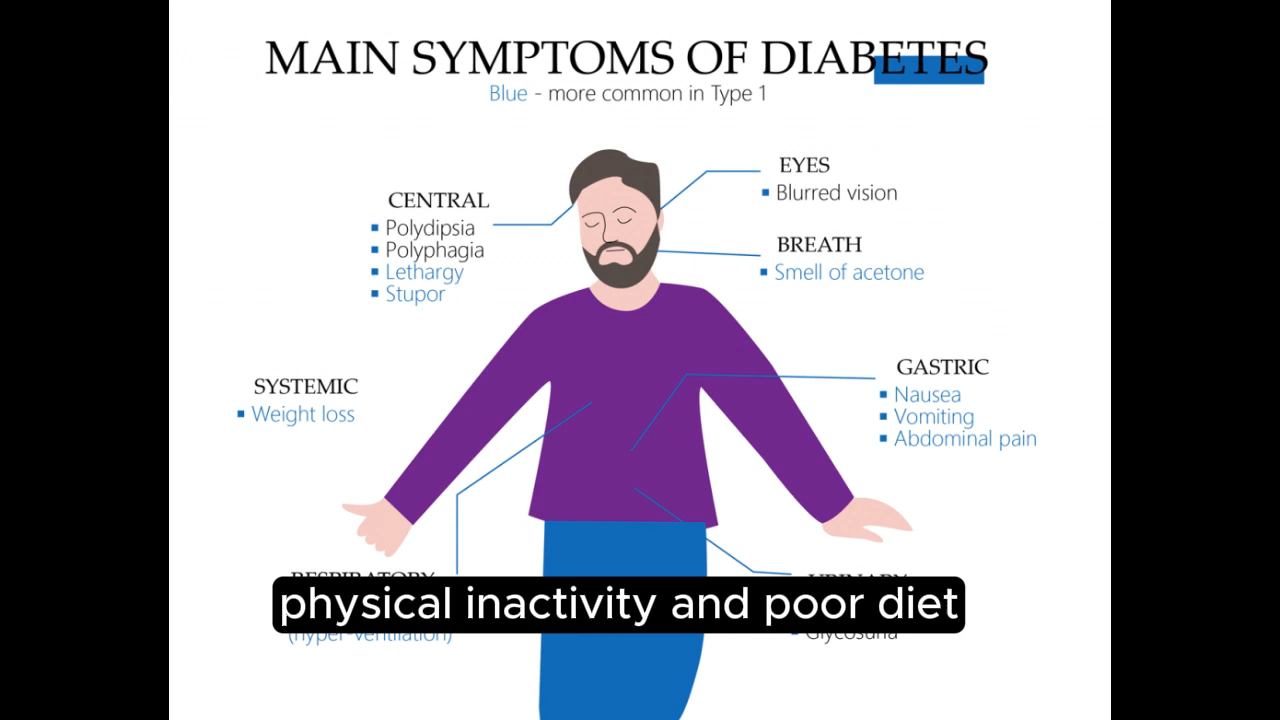 MAIN SYMPTOMS OF DIABETES
Blue - more common in Type 1
EYES
Blurred vision
CENTRAL
Polydipsia
Polyphagia
Lethargy
Stupor
BREATH
Smell of acetone
SYSTEMIC
Weight loss
GASTRIC
Nausea
Vomiting
Abdominal pain
RESPIRATORY
(hyper-ventilation)
URINARY
Glycosuria
physical inactivity and poor diet